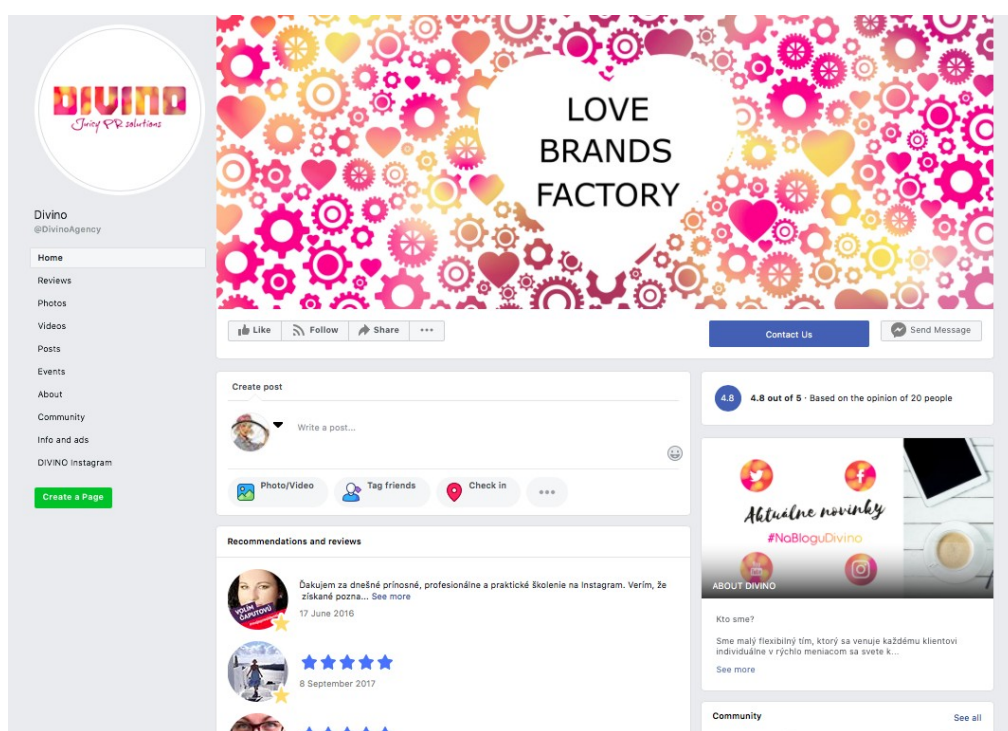 DIVINO
Juicy PR solutions
Divino
@DivinoAgency
Home
Reviews
Photos
Videos
Posts
Events
About
Community
Info and ads
DIVINO Instagram
Create a Page
LOVE
BRANDS
FACTORY
Like
Follow
Share
Contact Us
Send Message
Create post
Write a post...
Photo/Video
Tag friends
Check in
Recommendations and reviews
VOLÍM
ČAPUTOVÚ
Ďakujem za dnešné prínosné, profesionálne a praktické školenie na Instagram. Verím, že
získané pozna... See more
17 June 2016
8 September 2017
4.8
4.8 out of 5 · Based on the opinion of 20 people
Aktuálne novinky
#NaBloguDivino
ABOUT DIVINO
Kto sme?
Sme malý flexibilný tím, ktorý sa venuje každému klientovi
individuálne v rýchlo meniacom sa svete k...
See more
Community
See all